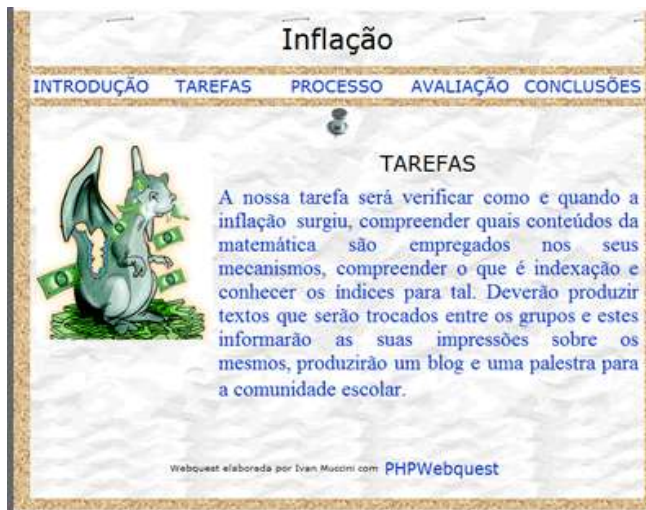 Inflação
INTRODUÇÃO TAREFAS PROCESSO AVALIAÇÃO CONCLUSÕES
TAREFAS
A nossa tarefa será verificar como e quando a
inflação surgiu, compreender quais conteúdos da
matemática são empregados nos seus
mecanismos, compreender o que é indexação e
conhecer os índices para tal. Deverão produzir
textos que serão trocados entre os grupos e estes
informarão as suas impressões sobre os
mesmos, produzirão um blog e uma palestra para
a comunidade escolar.
Webquest elaborada por Ivan Muccini com PHPWebquest